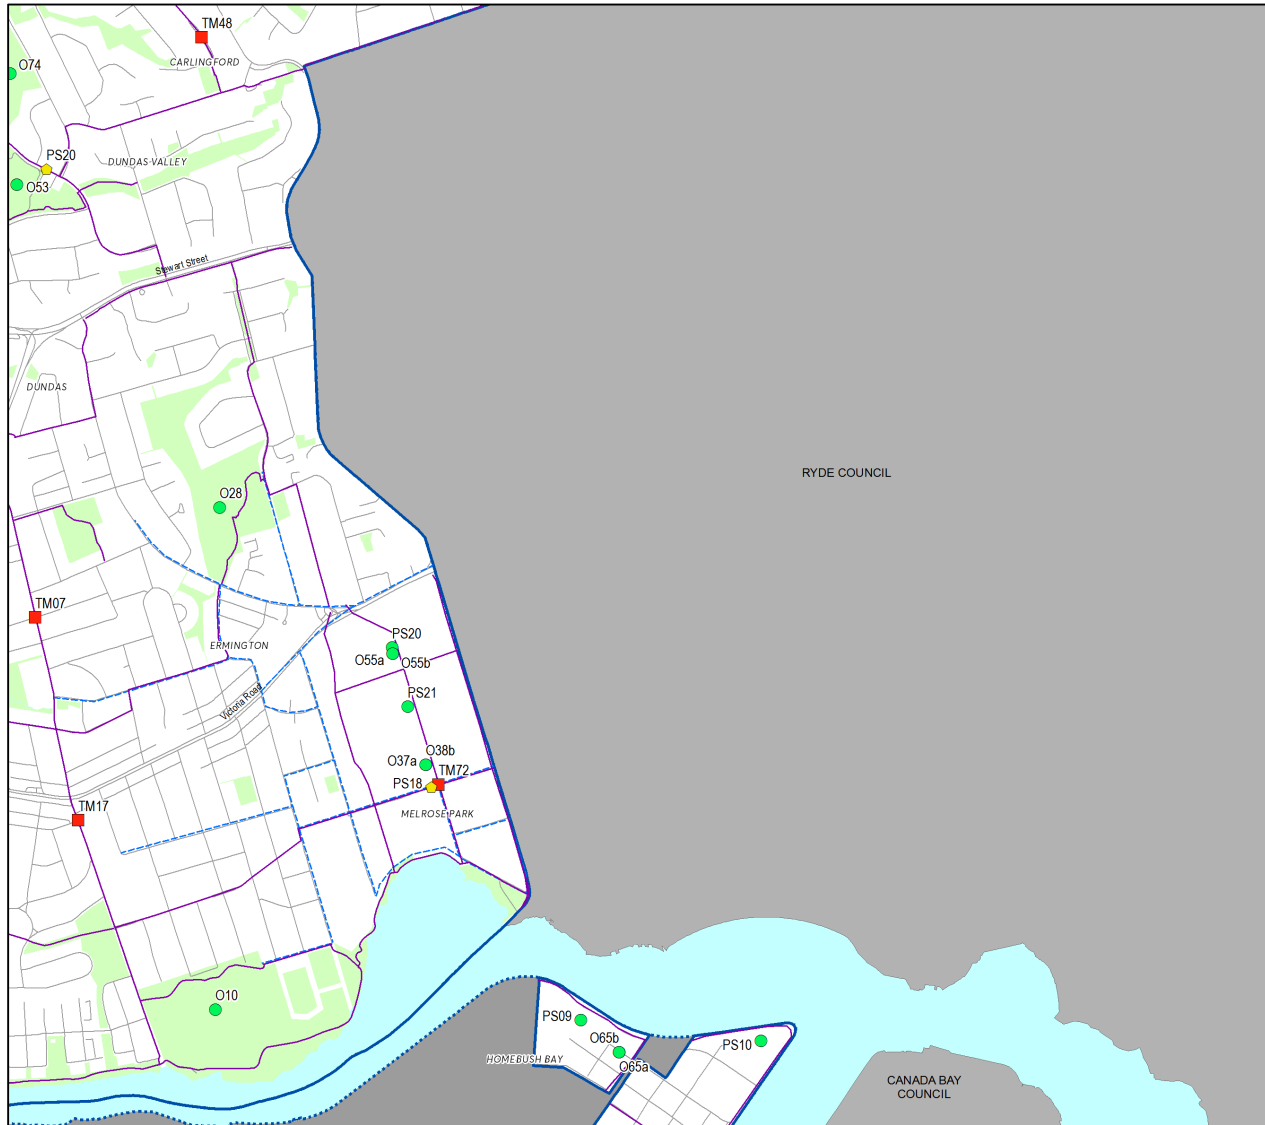 TM48
CARLINGFORD
O74
PS20
DUNDAS VALLEY
O53
Stewart Street
DUNDAS
RYDE COUNCIL
O28
TM07
PS20
ERMINGTON
O55a
O55b
PS21
Victoria Road
O38b
O37a
TM72
PS18
MELROSE PARK
TM17
O10
PS09
O65b
PS10
HOMEBUSH BAY
O65a
CANADA BAY
COUNCIL